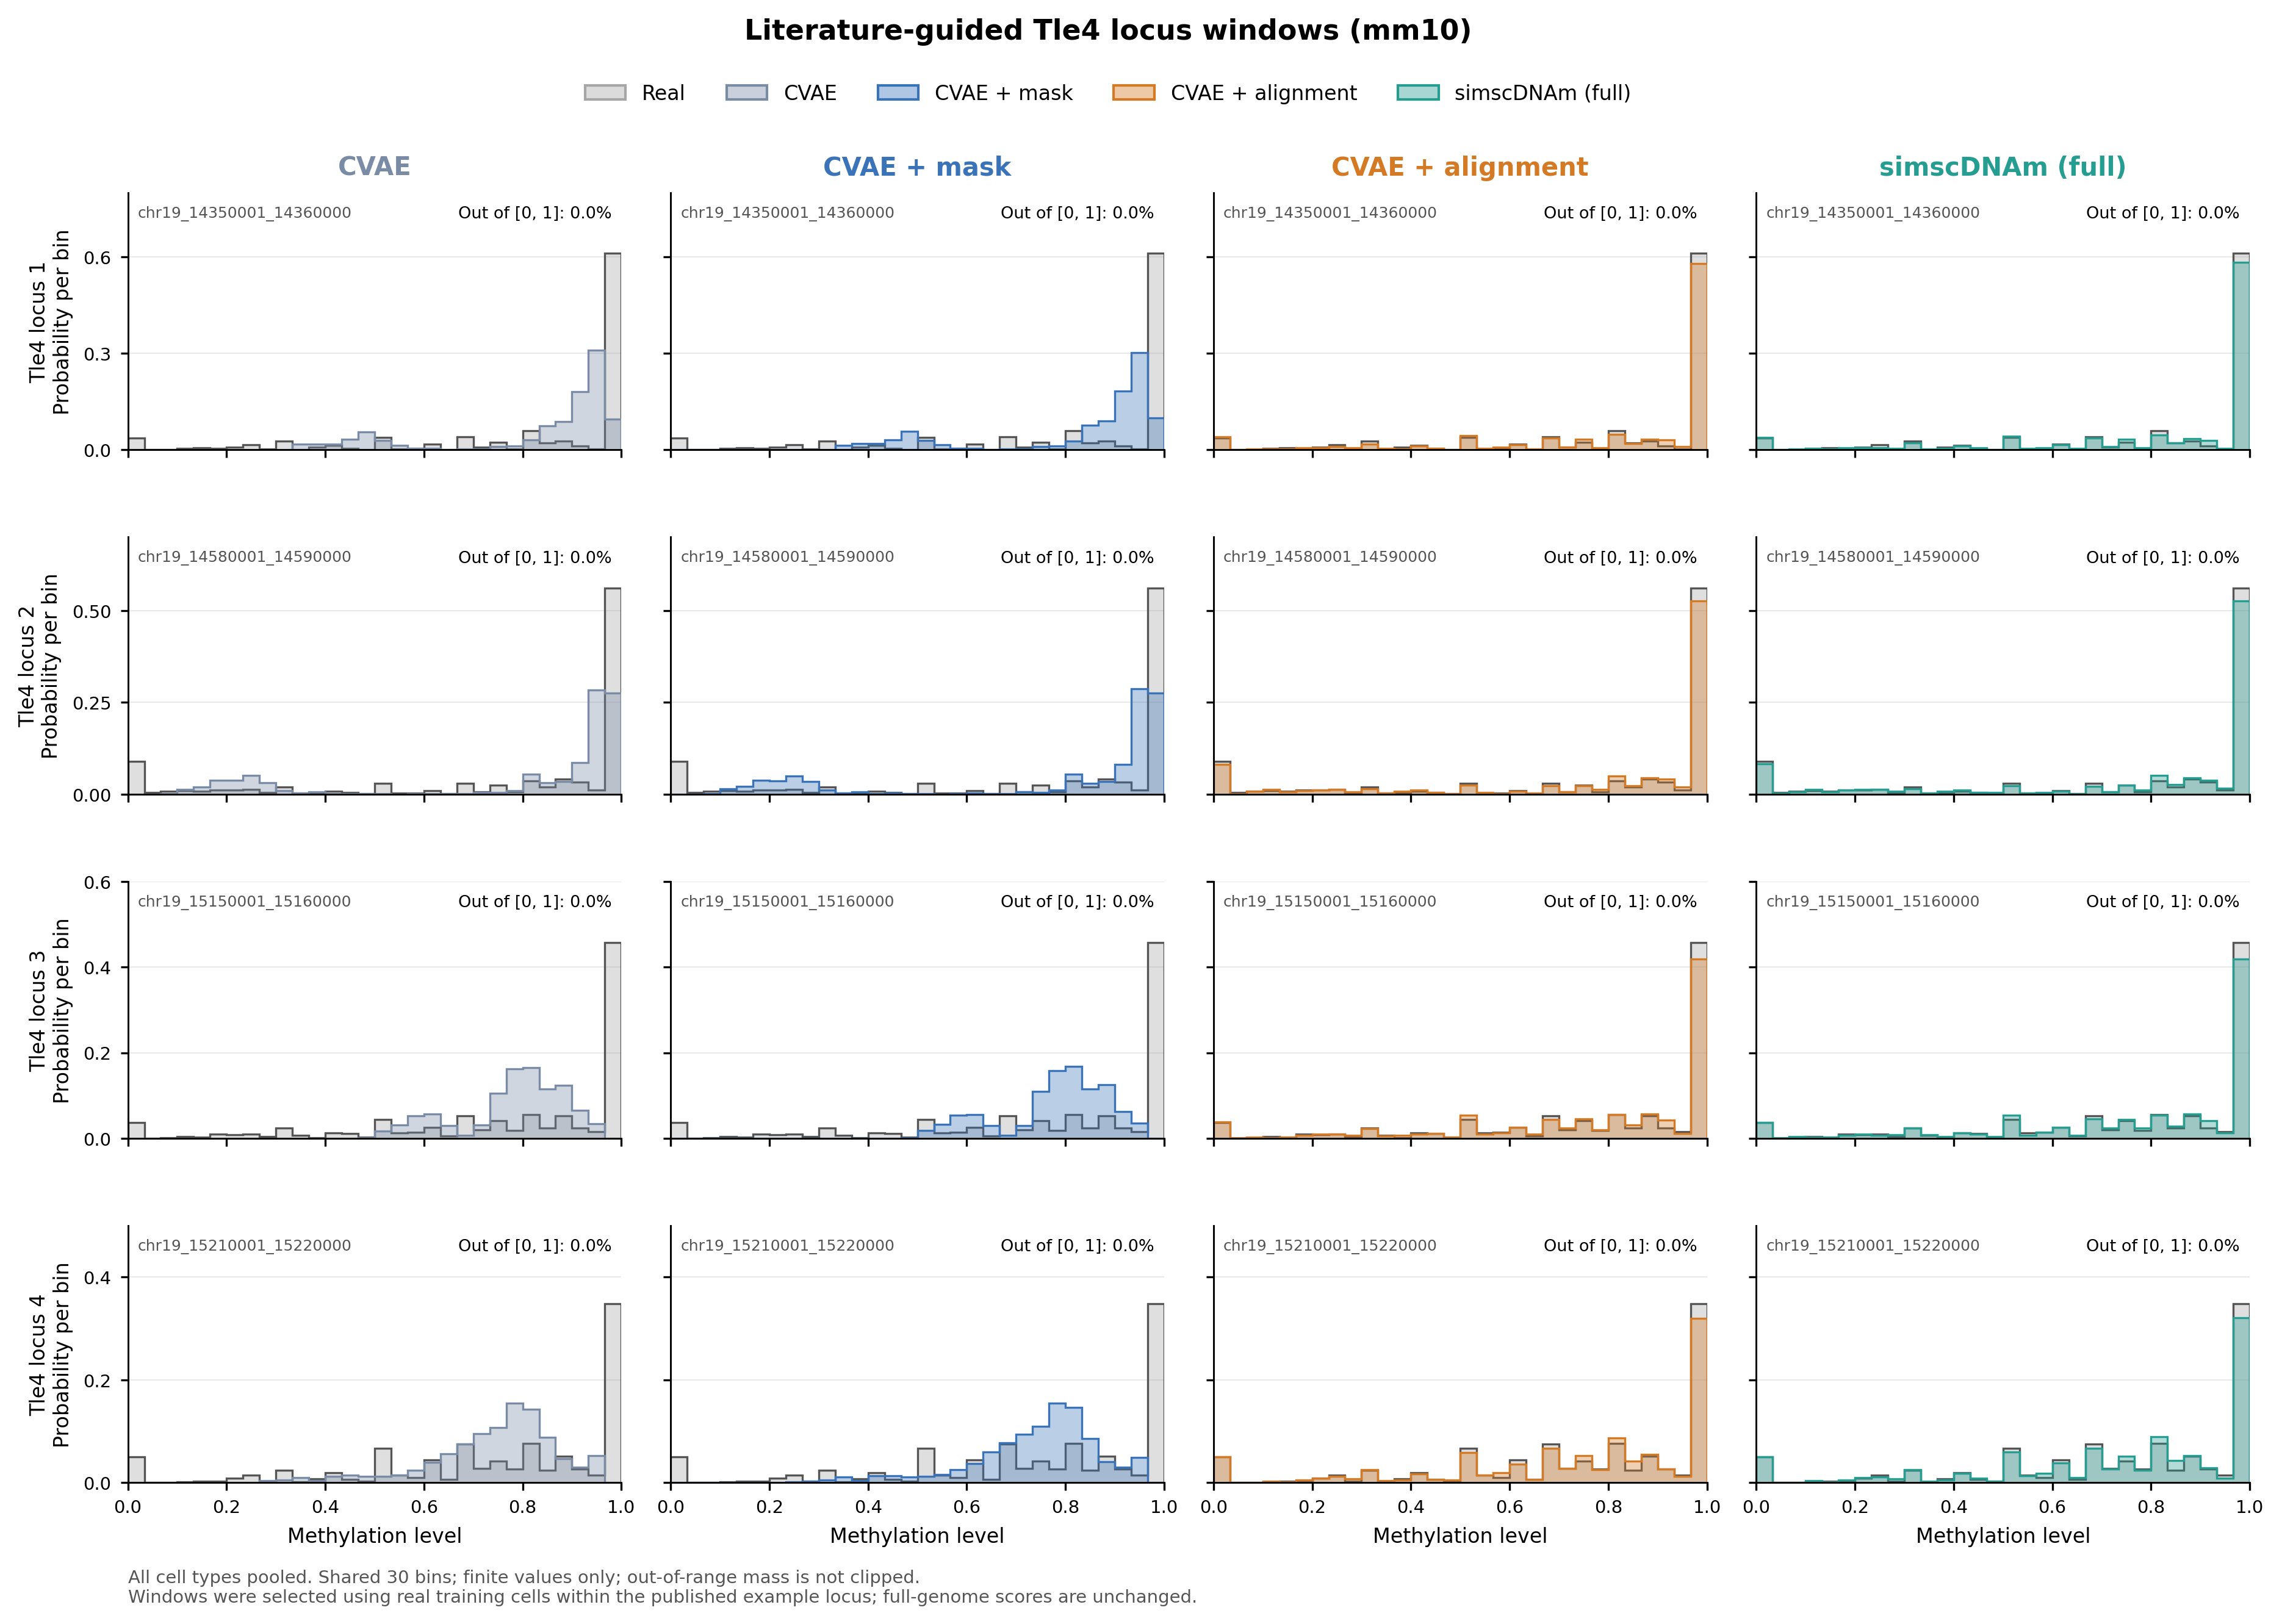 Literature-guided Tle4 locus windows (mm10)
Real CVAE CVAE + mask CVAE + alignment simscDNAm (full)
CVAE CVAE + mask CVAE + alignment simscDNAm (full)
Tle4 locus 1
Probability per bin
0.6
0.3
0.0
chr19_14350001_14360000 Out of [0, 1]: 0.0%
chr19_14350001_14360000 Out of [0, 1]: 0.0%
chr19_14350001_14360000 Out of [0, 1]: 0.0%
chr19_14350001_14360000 Out of [0, 1]: 0.0%
Tle4 locus 2
Probability per bin
0.50
0.25
0.00
chr19_14580001_14590000 Out of [0, 1]: 0.0%
chr19_14580001_14590000 Out of [0, 1]: 0.0%
chr19_14580001_14590000 Out of [0, 1]: 0.0%
chr19_14580001_14590000 Out of [0, 1]: 0.0%
Tle4 locus 3
Probability per bin
0.6
0.4
0.2
0.0
chr19_15150001_15160000 Out of [0, 1]: 0.0%
chr19_15150001_15160000 Out of [0, 1]: 0.0%
chr19_15150001_15160000 Out of [0, 1]: 0.0%
chr19_15150001_15160000 Out of [0, 1]: 0.0%
Tle4 locus 4
Probability per bin
0.4
0.2
0.0
chr19_15210001_15220000 Out of [0, 1]: 0.0%
chr19_15210001_15220000 Out of [0, 1]: 0.0%
chr19_15210001_15220000 Out of [0, 1]: 0.0%
chr19_15210001_15220000 Out of [0, 1]: 0.0%
0.0 0.2 0.4 0.6 0.8 1.0
0.0 0.2 0.4 0.6 0.8 1.0
0.0 0.2 0.4 0.6 0.8 1.0
0.0 0.2 0.4 0.6 0.8 1.0
Methylation level Methylation level Methylation level Methylation level
All cell types pooled. Shared 30 bins; finite values only; out-of-range mass is not clipped.
Windows were selected using real training cells within the published example locus; full-genome scores are unchanged.